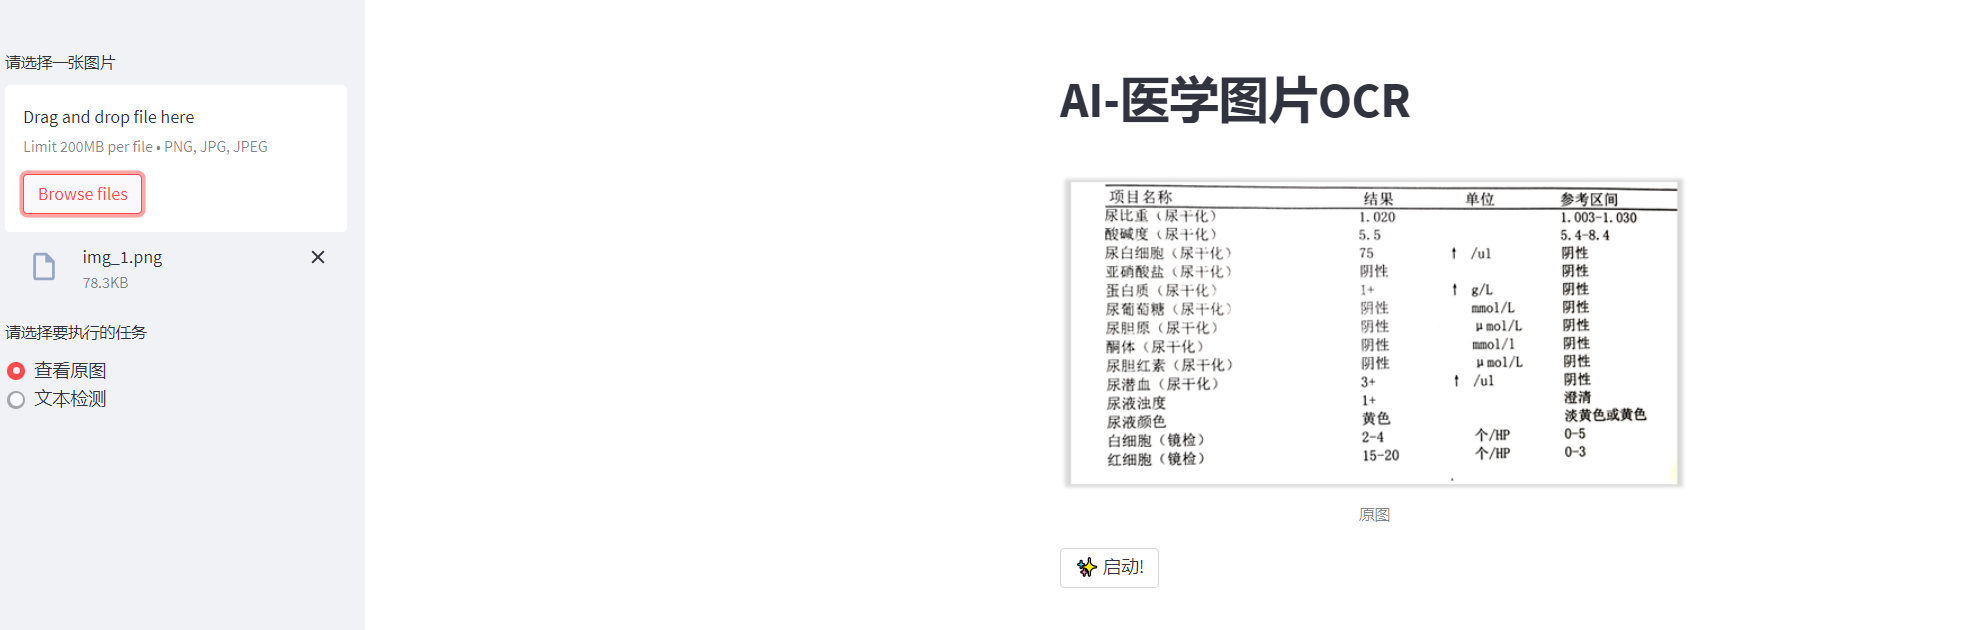 请选择一张图片
Drag and drop file here
Limit 200MB per file • PNG, JPG, JPEG
Browse files
img_1.png
78.3KB
请选择要执行的任务
查看原图
文本检测
AI-医学图片OCR
项目名称 结果 单位 参考区间
尿比重（尿干化） 1.020 1.003-1.030
酸碱度（尿干化） 5.5 5.4-8.4
尿白细胞（尿干化） 75 ↑ /ul 阴性
亚硝酸盐（尿干化） 阴性 阴性
蛋白质（尿干化） 1+ ↑ g/L 阴性
尿葡萄糖（尿干化） 阴性 mmol/L 阴性
尿胆原（尿干化） 阴性 μmol/L 阴性
酮体（尿干化） 阴性 mmol/l 阴性
尿胆红素（尿干化） 阴性 μmol/L 阴性
尿潜血（尿干化） 3+ ↑ /ul 阴性
尿液浊度 1+ 澄清
尿液颜色 黄色 淡黄色或黄色
白细胞（镜检） 2-4 个/HP 0-5
红细胞（镜检） 15-20 个/HP 0-3
原图
✨ 启动!